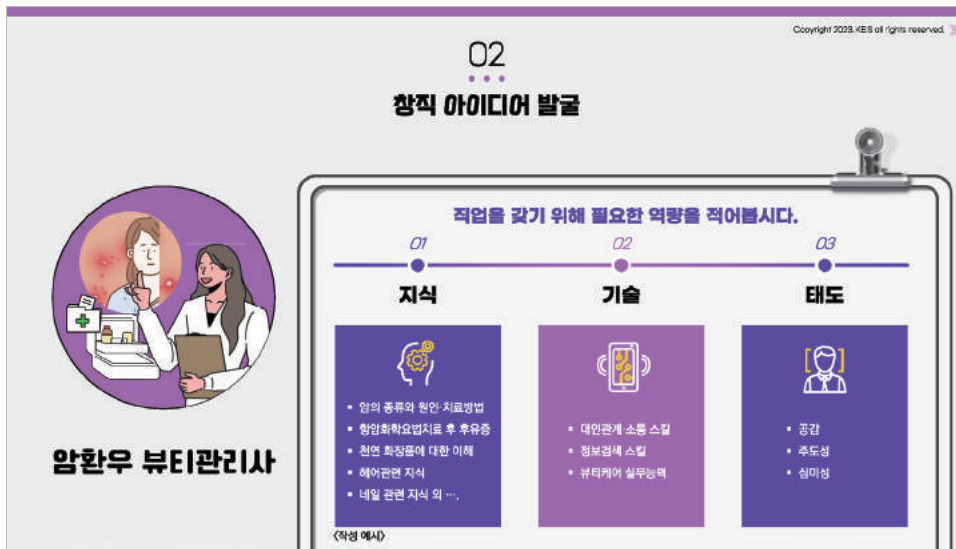 Copyright 2023. KEIS all rights reserved.
02
창직 아이디어 발굴
직업을 갖기 위해 필요한 역량을 적어봅시다.
01
지식
02
기술
03
태도
▪ 암의 종류와 원인·치료방법
▪ 항암화학요법치료 후 후유증
▪ 천연 화장품에 대한 이해
▪ 헤어관련 지식
▪ 네일 관련 지식 외 ….
▪ 대인관계·소통 스킬
▪ 정보검색 스킬
▪ 뷰티케어 실무능력
▪ 공감
▪ 주도성
▪ 심미성
암환우 뷰티관리사
<작성 예시>